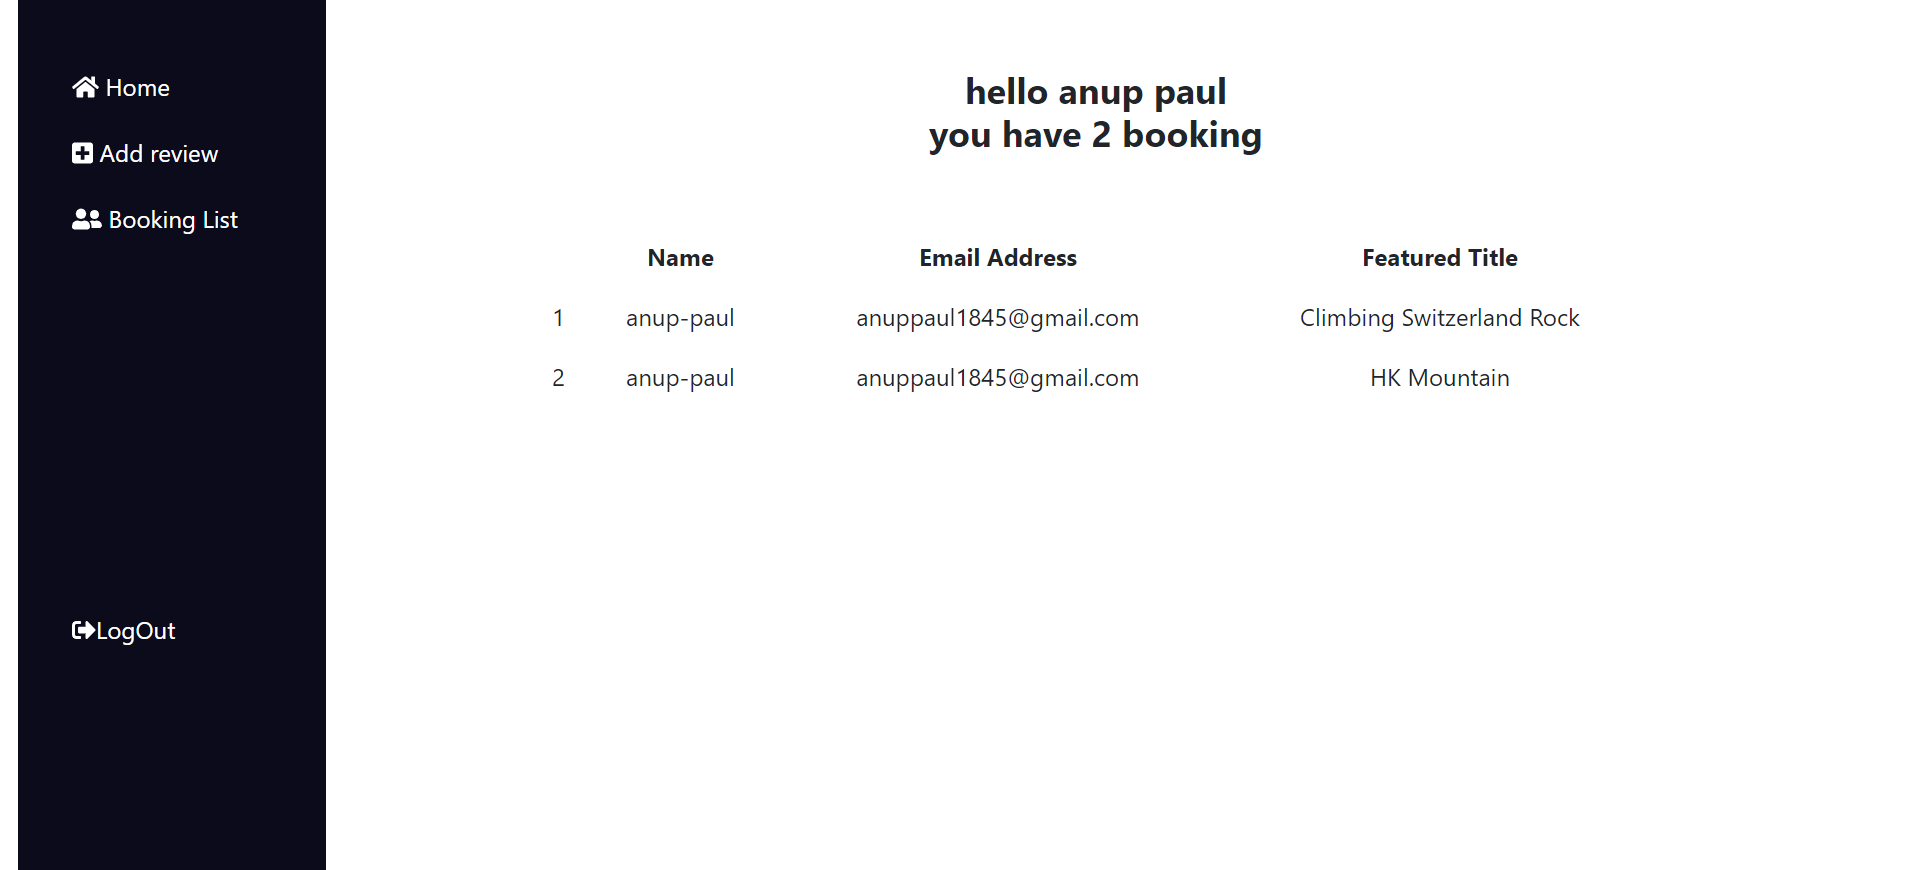 Home
Add review
Booking List
LogOut
hello anup paul
you have 2 booking
Name Email Address Featured Title
1 anup-paul anuppaul1845@gmail.com Climbing Switzerland Rock
2 anup-paul anuppaul1845@gmail.com HK Mountain